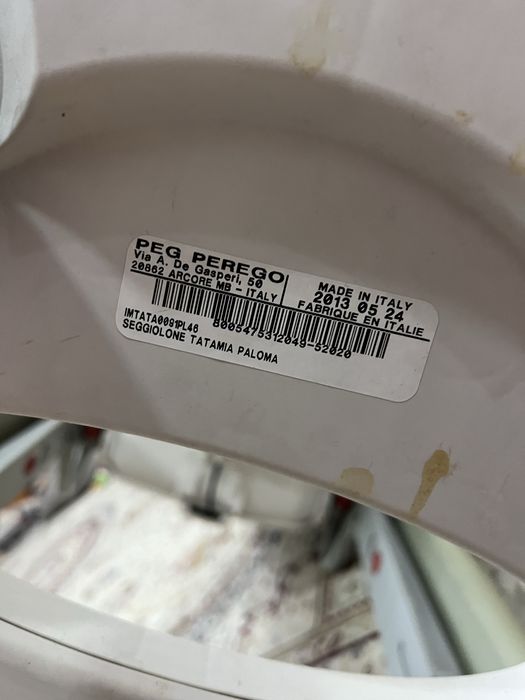 PEG PEREGO
Via A. De Gasperi, 50
20862 ARCORE MB - ITALY
MADE IN ITALY
2013 05 24
FABRIQUE EN ITALIE
8005475312049-52020
IMTATA0091PL46
SEGGIOLONE TATAMIA PALOMA